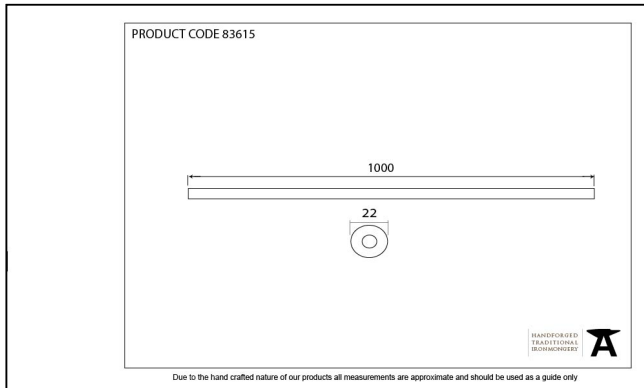 PRODUCT CODE 83615
1000
22
HANDFORGED
TRADITIONAL
IRONMONGERY
Due to the hand crafted nature of our products all measurements are approximate and should be used as a guide only